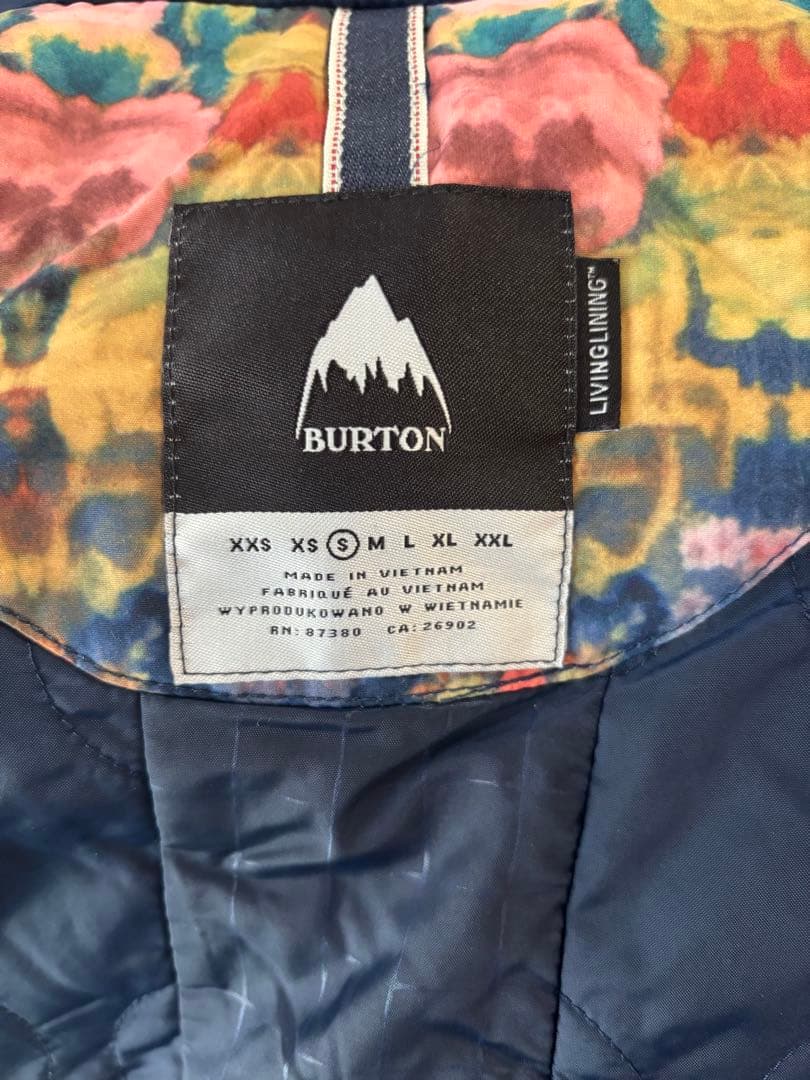 BURTON
LIVINGLINING™
XXS XS S M L XL XXL
MADE IN VIETNAM
FABRIQUÉ AU VIETNAM
WYPRODUKOWANO W WIETNAMIE
RN: 87380 CA: 26902